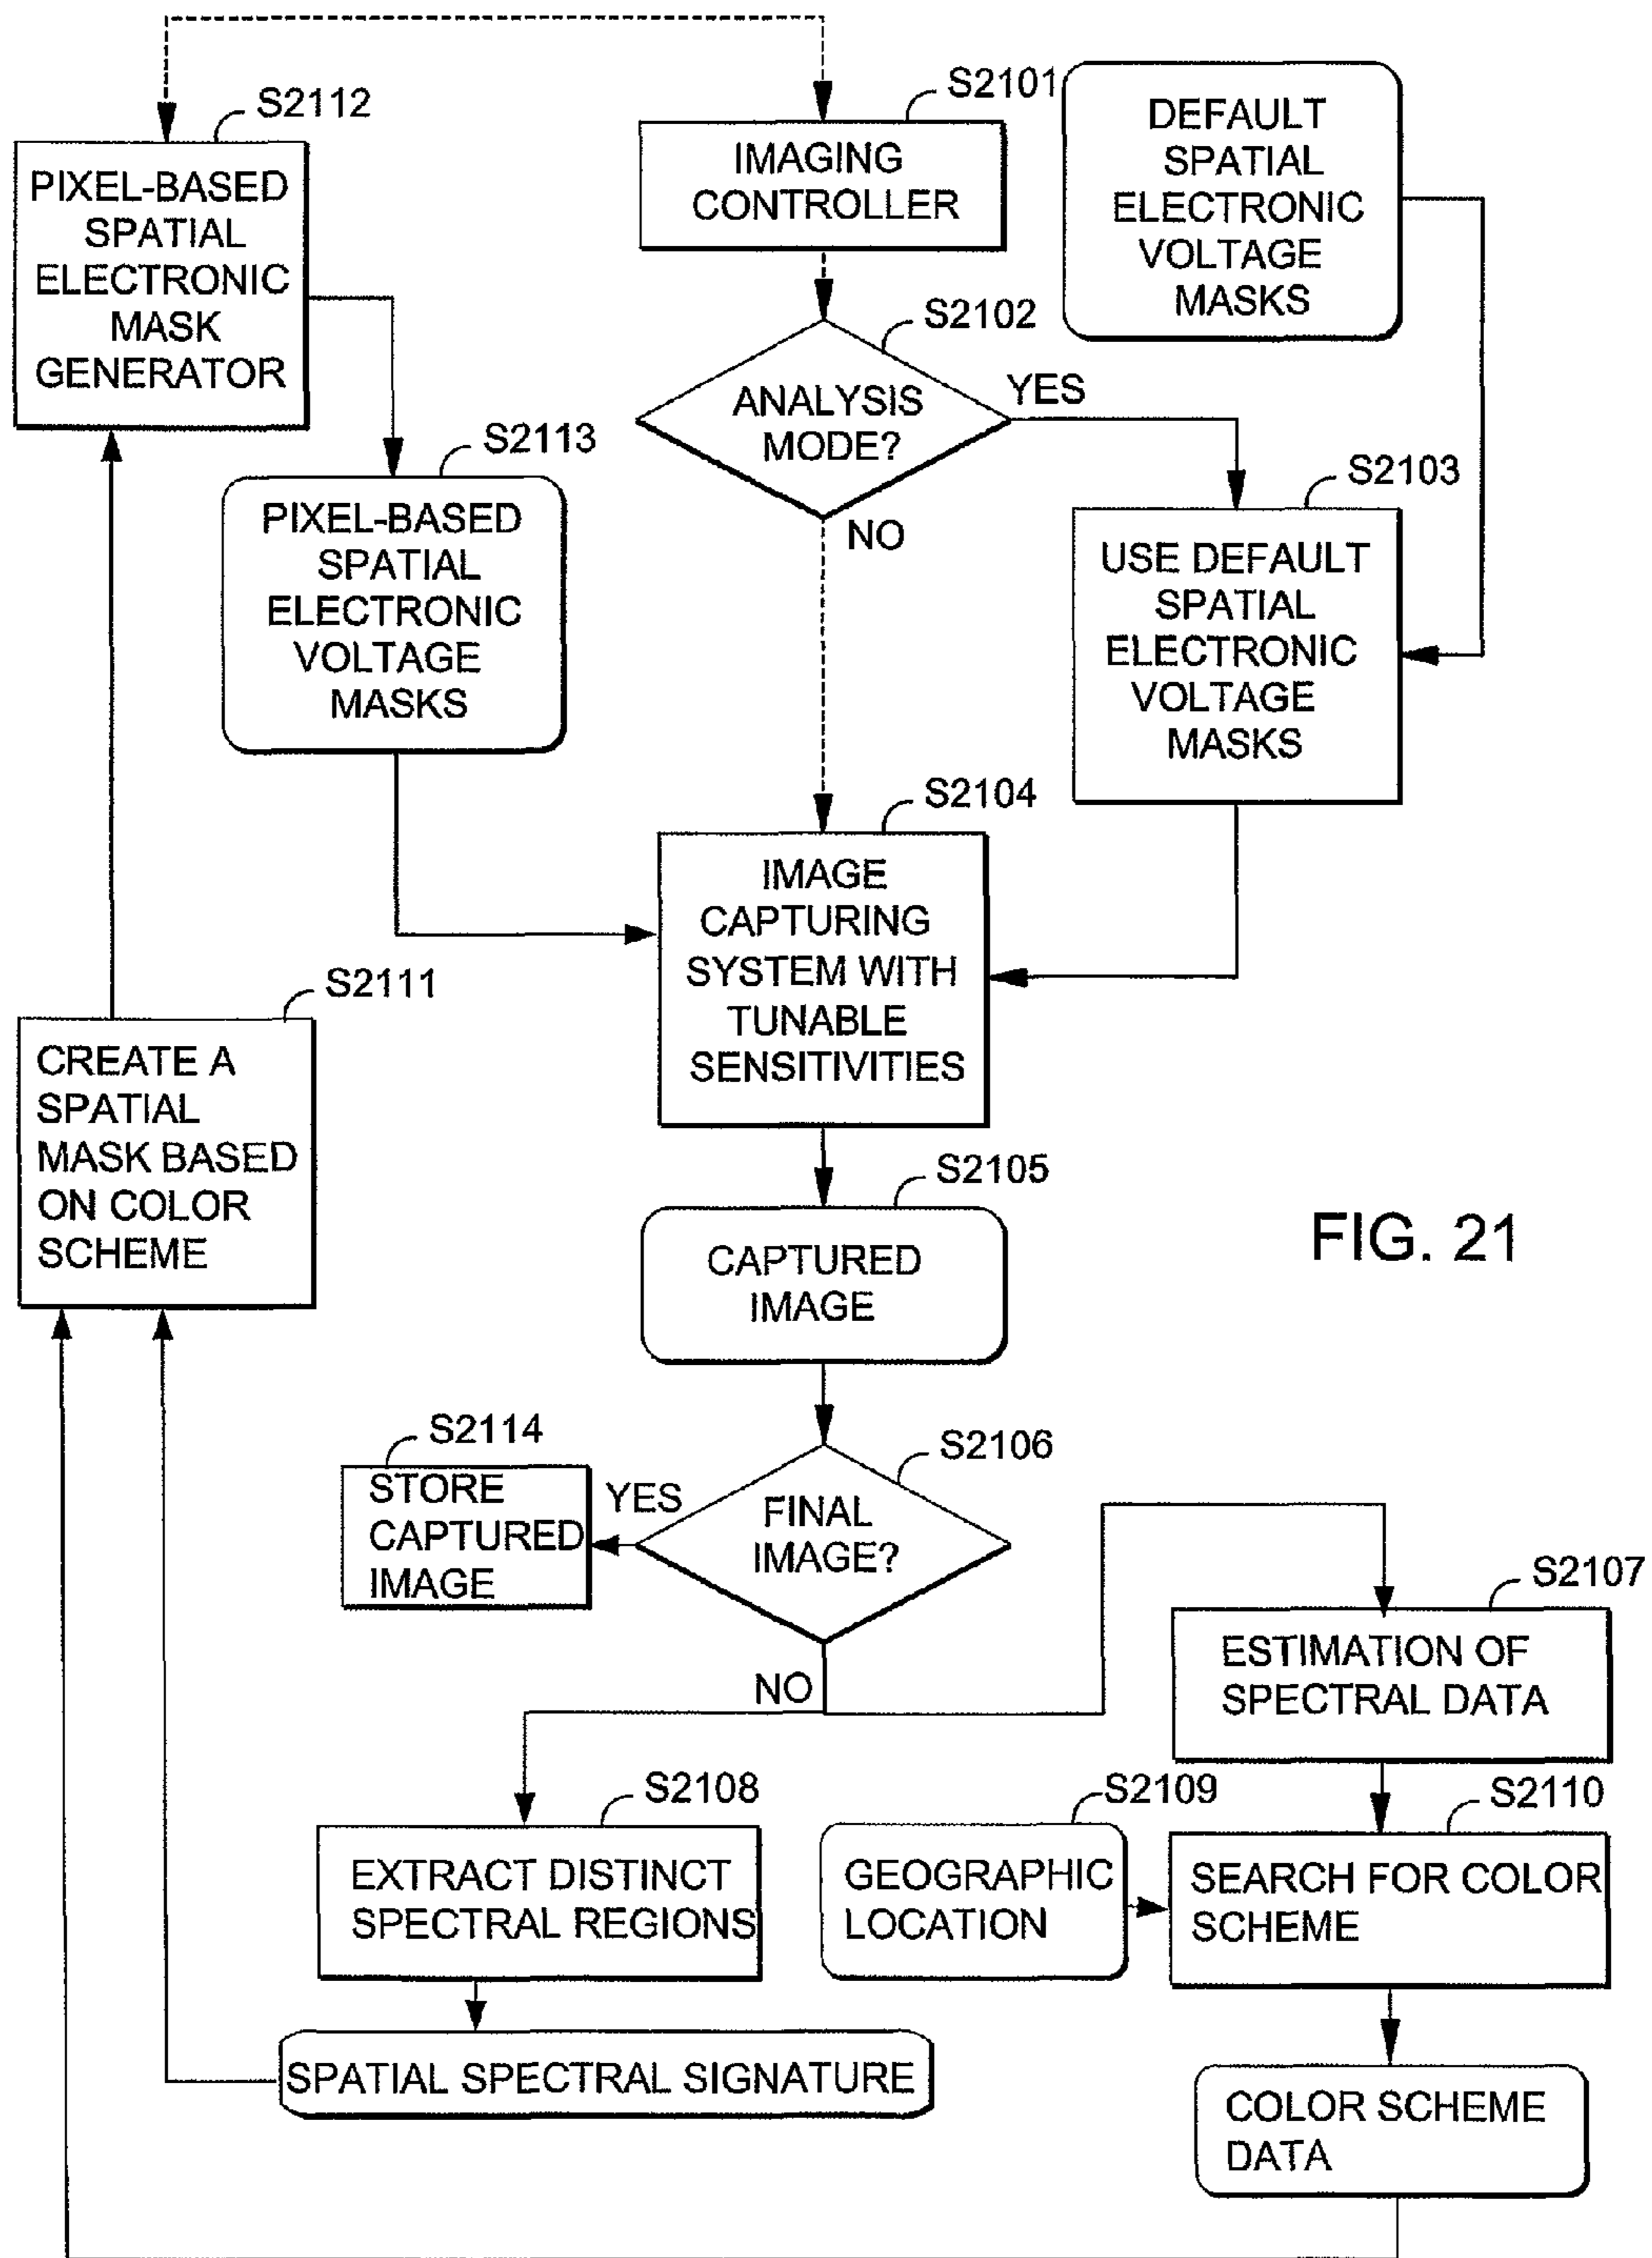 S2101
IMAGING
CONTROLLER
DEFAULT
SPATIAL
ELECTRONIC
VOLTAGE
MASKS
S2112
PIXEL-BASED
SPATIAL
ELECTRONIC
MASK
GENERATOR
S2102
ANALYSIS
MODE?
YES
NO
S2113
PIXEL-BASED
SPATIAL
ELECTRONIC
VOLTAGE
MASKS
S2103
USE DEFAULT
SPATIAL
ELECTRONIC
VOLTAGE
MASKS
S2104
IMAGE
CAPTURING
SYSTEM WITH
TUNABLE
SENSITIVITIES
S2111
CREATE A
SPATIAL
MASK BASED
ON COLOR
SCHEME
S2105
CAPTURED
IMAGE
FIG. 21
S2106
FINAL
IMAGE?
YES
NO
S2114
STORE
CAPTURED
IMAGE
S2107
ESTIMATION OF
SPECTRAL DATA
S2108
EXTRACT DISTINCT
SPECTRAL REGIONS
S2109
GEOGRAPHIC
LOCATION
S2110
SEARCH FOR COLOR
SCHEME
SPATIAL SPECTRAL SIGNATURE
COLOR SCHEME
DATA